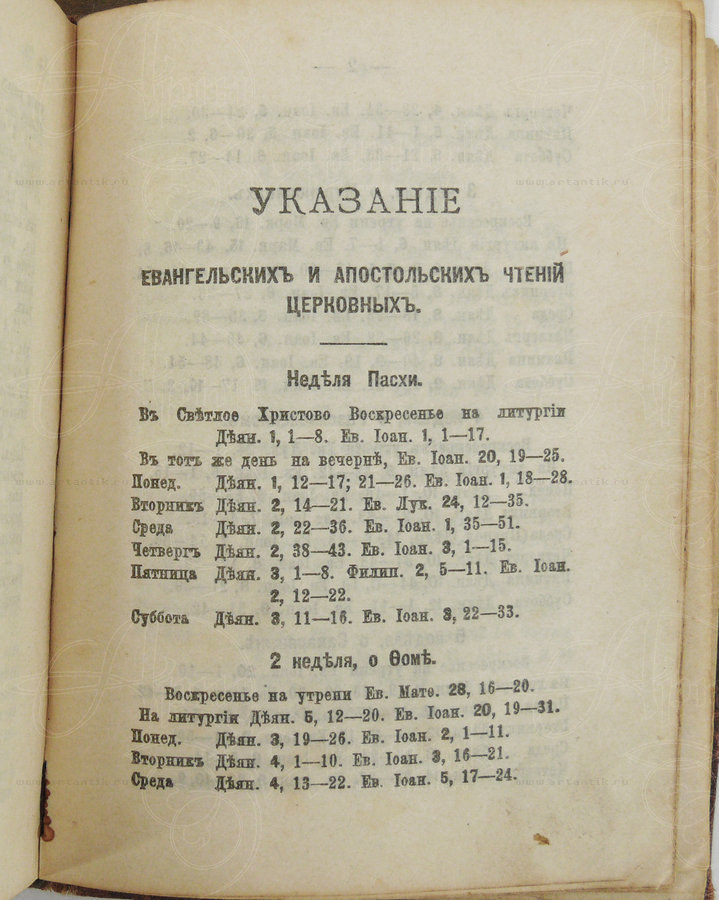 УКАЗАНІЕ
ЕВАНГЕЛЬСКИХЪ И АПОСТОЛЬСКИХЪ ЧТЕНІЙ
ЦЕРКОВНЫХЪ.
Недѣля Пасхи.
Въ Свѣтлое Христово Воскресенье на литургіи
Дѣян. 1, 1—8. Ев. Іоан. 1, 1—17.
Въ тотъ же день на вечернѣ, Ев. Іоан. 20, 19—25.
Понед. Дѣян. 1, 12—17; 21—26. Ев. Іоан. 1, 18—28.
Вторникъ Дѣян. 2, 14—21. Ев. Лук. 24, 12—35.
Среда Дѣян. 2, 22—36. Ев. Іоан. 1, 35—51.
Четвергъ Дѣян. 2, 38—43. Ев. Іоан. 3, 1—15.
Пятница Дѣян. 3, 1—8. Филип. 2, 5—11. Ев. Іоан.
2, 12—22.
Суббота Дѣян. 3, 11—16. Ев. Іоан. 3, 22—33.
2 недѣля, о Ѳомѣ.
Воскресенье на утрени Ев. Матѳ. 28, 16—20.
На литургіи Дѣян. 5, 12—20. Ев. Іоан. 20, 19—31.
Понед. Дѣян. 3, 19—26. Ев. Іоан. 2, 1—11.
Вторникъ Дѣян. 4, 1—10. Ев. Іоан. 3, 16—21.
Среда Дѣян. 4, 13—22. Ев. Іоан. 5, 17—24.
www.artantik.ru